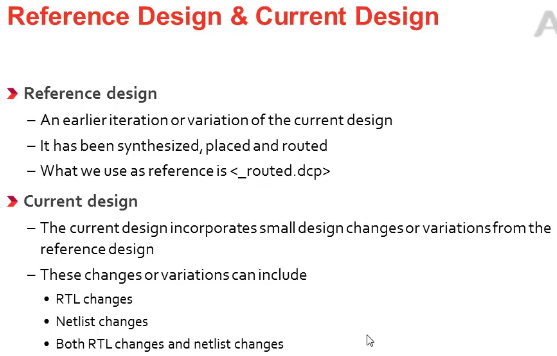 Reference Design & Current Design
A
Reference design
– An earlier iteration or variation of the current design
– It has been synthesized, placed and routed
– What we use as reference is <_routed.dcp>
Current design
– The current design incorporates small design changes or variations from the
reference design
– These changes or variations can include
• RTL changes
• Netlist changes
• Both RTL changes and netlist changes